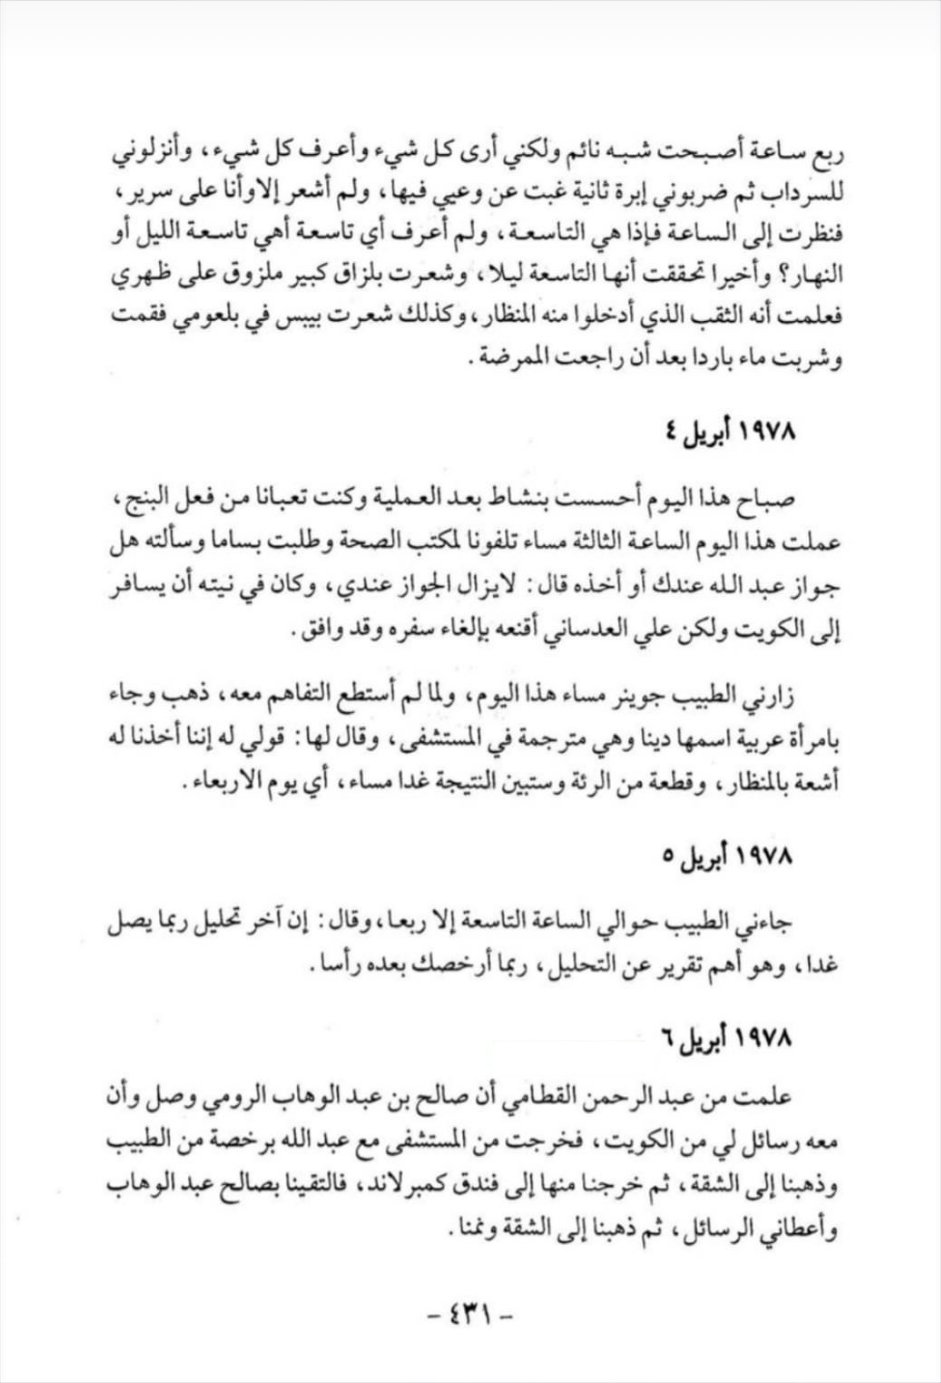 ربع ساعة أصبحت شبه نائم ولكني أرى كل شيء وأعرف كل شيء، وأنزلوني
للسرداب ثم ضربوني إبرة ثانية غبت عن وعيي فيها، ولم أشعر إلا وأنا على سرير،
فنظرت إلى الساعة فإذا هي التاسعة، ولم أعرف أي تاسعة أهي تاسعة الليل أو
النهار؟ وأخيرا تحققت أنها التاسعة ليلا، وشعرت بلزاق كبير ملزوق على ظهري
فعلمت أنه الثقب الذي أدخلوا منه المنظار، وكذلك شعرت بيبس في بلعومي فقمت
وشربت ماء باردا بعد أن راجعت الممرضة.
١٩٧٨ أبريل ٤
صباح هذا اليوم أحسست بنشاط بعد العملية وكنت تعبانا من فعل البنج،
عملت هذا اليوم الساعة الثالثة مساء تلفونا لمكتب الصحة وطلبت بساما وسألته هل
جواز عبد الله عندك أو أخذه قال: لايزال الجواز عندي، وكان في نيته أن يسافر
إلى الكويت ولكن علي العدساني أقنعه بإلغاء سفره وقد وافق.
زارني الطبيب جوينر مساء هذا اليوم، ولما لم أستطع التفاهم معه، ذهب وجاء
بامرأة عربية اسمها دينا وهي مترجمة في المستشفى، وقال لها: قولي له إننا أخذنا له
أشعة بالمنظار، وقطعة من الرئة وستبين النتيجة غدا مساء، أي يوم الاربعاء.
١٩٧٨ أبريل ٥
جاءني الطبيب حوالي الساعة التاسعة إلا ربعا، وقال: إن آخر تحليل ربما يصل
غدا، وهو أهم تقرير عن التحليل، ربما أرخصك بعده رأسا.
١٩٧٨ أبريل ٦
علمت من عبد الرحمن القطامي أن صالح بن عبد الوهاب الرومي وصل وأن
معه رسائل لي من الكويت، فخرجت من المستشفى مع عبد الله برخصة من الطبيب
وذهبنا إلى الشقة، ثم خرجنا منها إلى فندق كمبرلاند، فالتقينا بصالح عبد الوهاب
وأعطاني الرسائل، ثم ذهبنا إلى الشقة ونمنا.
- ٤٣١ -